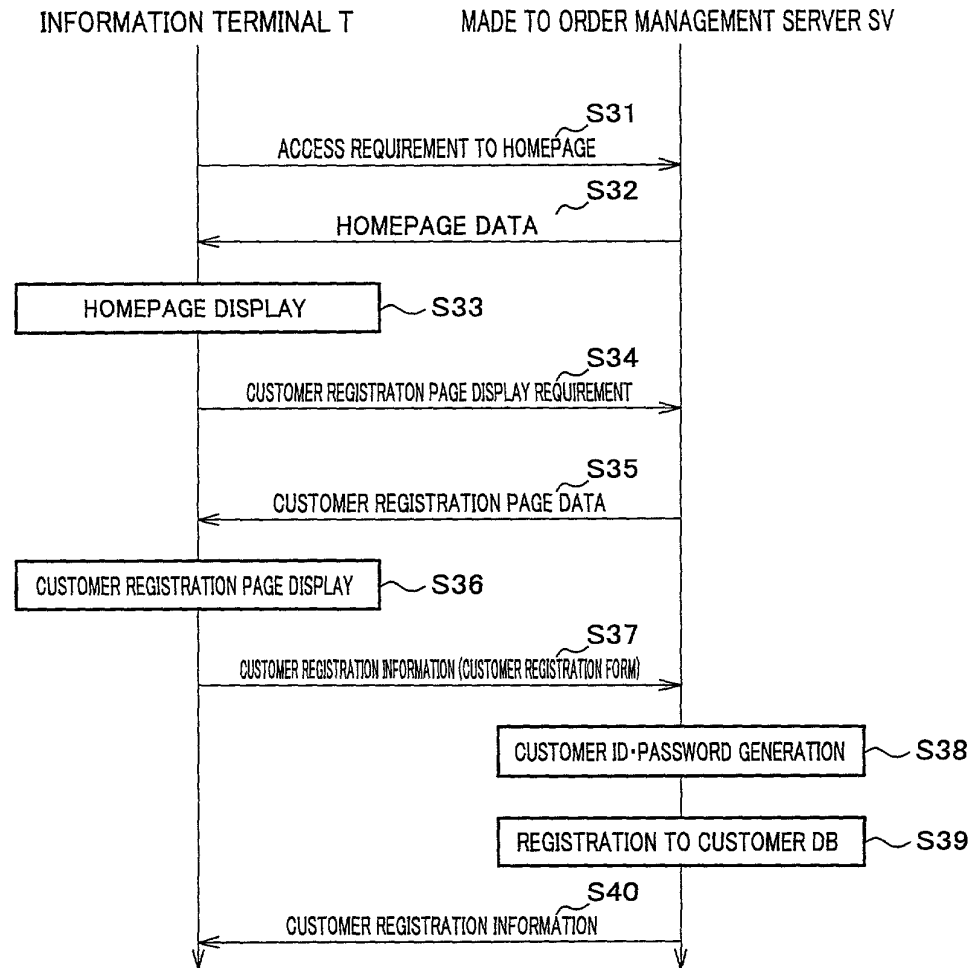 INFORMATION TERMINAL T
MADE TO ORDER MANAGEMENT SERVER SV
S31
ACCESS REQUIREMENT TO HOMEPAGE
S32
HOMEPAGE DATA
HOMEPAGE DISPLAY
S33
S34
CUSTOMER REGISTRATON PAGE DISPLAY REQUIREMENT
S35
CUSTOMER REGISTRATION PAGE DATA
CUSTOMER REGISTRATION PAGE DISPLAY
S36
S37
CUSTOMER REGISTRATION INFORMATION (CUSTOMER REGISTRATION FORM)
CUSTOMER ID・PASSWORD GENERATION
S38
REGISTRATION TO CUSTOMER DB
S39
S40
CUSTOMER REGISTRATION INFORMATION